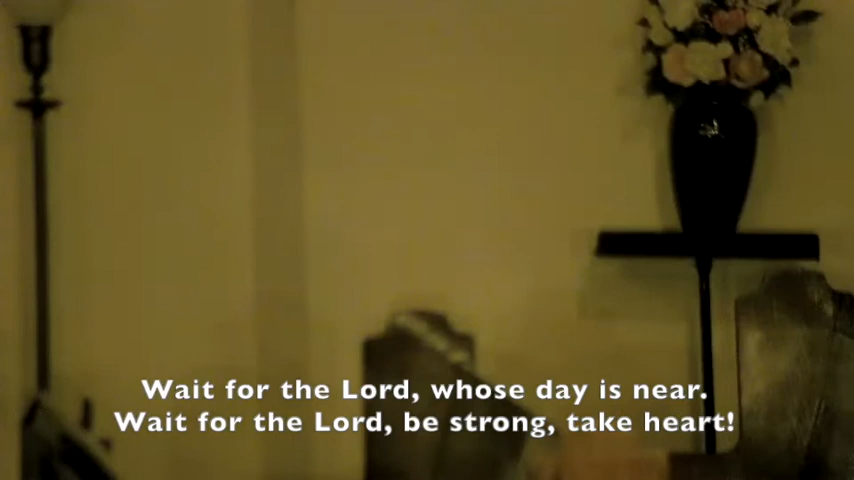 Wait for the Lord, whose day is near.
Wait for the Lord, be strong, take heart!